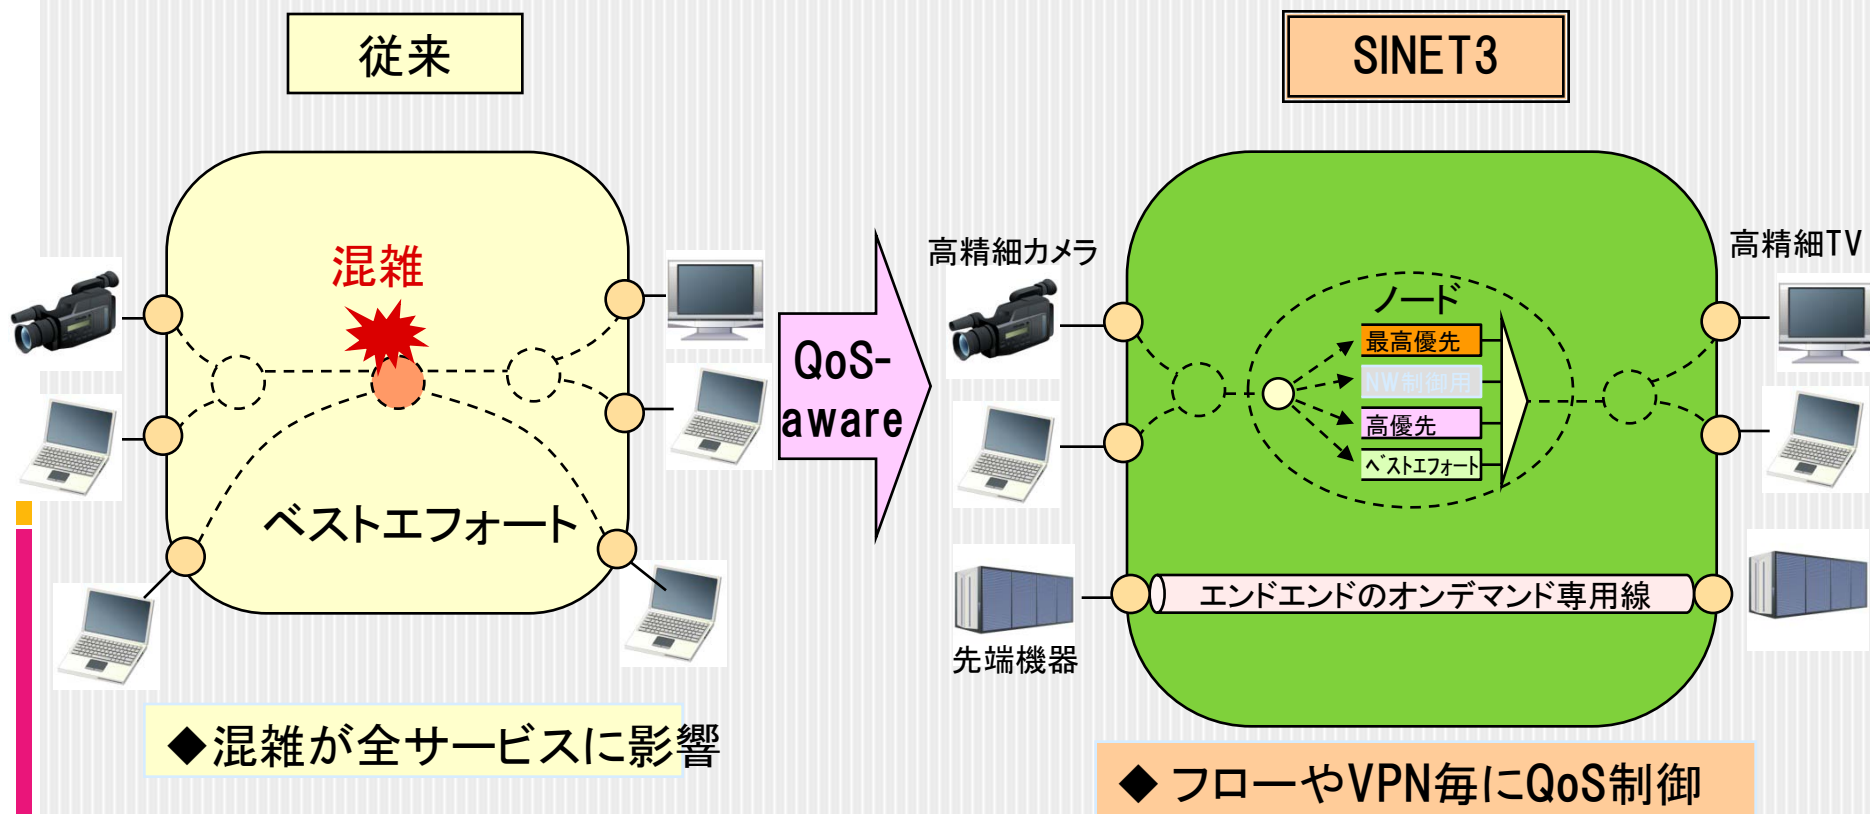 従来
SINET3
混雑
ベストエフォート
◆混雑が全サービスに影響
QoS-
aware
高精細カメラ
高精細TV
ノード
最高優先
NW制御用
高優先
ベストエフォート
エンドエンドのオンデマンド専用線
先端機器
◆ フローやVPN毎にQoS制御